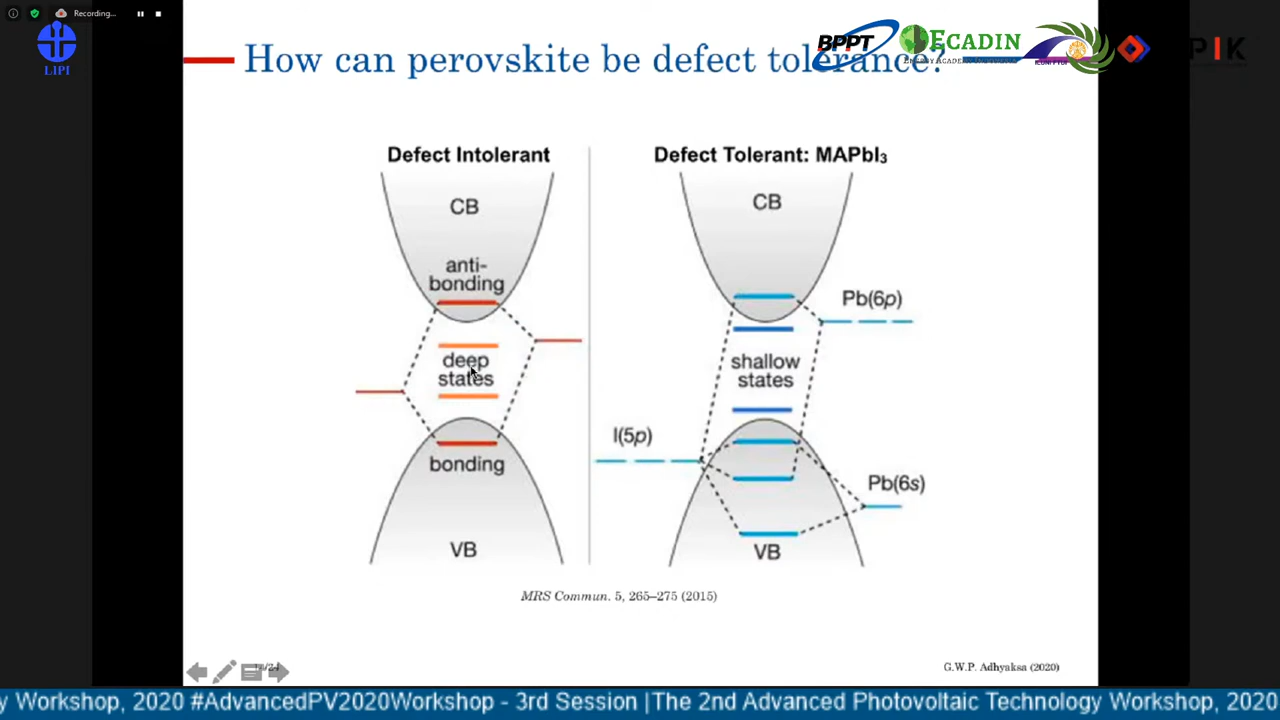 Recording...
LIPI
How can perovskite be defect tolerance?
BPPT
ECADIN
Defect Intolerant
Defect Tolerant: MAPbI₃
CB
CB
anti-
bonding
Pb(6p)
deep
states
shallow
states
I(5p)
bonding
Pb(6s)
VB
VB
MRS Commun. 5, 265–275 (2015)
G.W.P. Adhyaksa (2020)
y Workshop, 2020 #AdvancedPV2020Workshop - 3rd Session |The 2nd Advanced Photovoltaic Technology Workshop, 2020